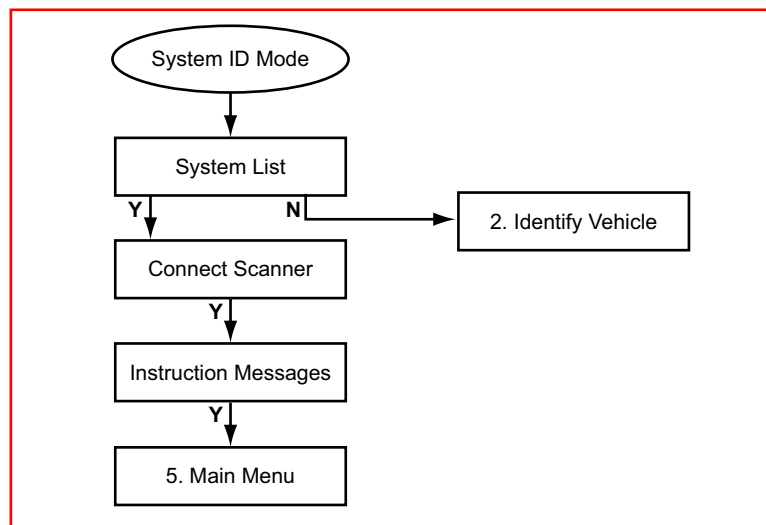 System ID Mode
System List
Y
N
2. Identify Vehicle
Connect Scanner
Y
Instruction Messages
Y
5. Main Menu